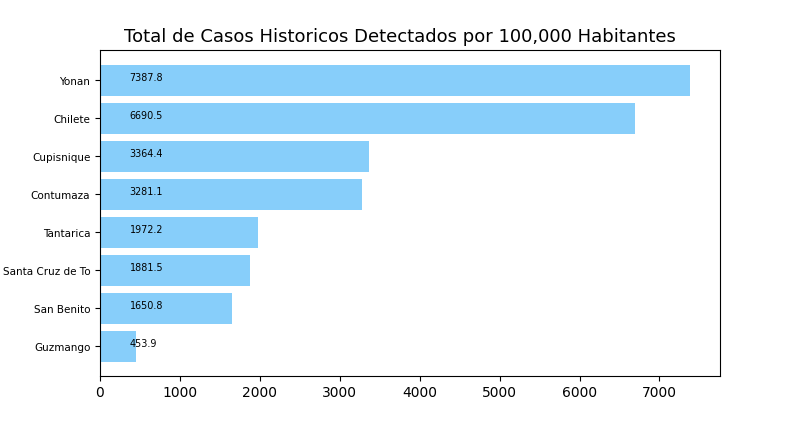 Total de Casos Historicos Detectados por 100,000 Habitantes
Yonan 7387.8
Chilete 6690.5
Cupisnique 3364.4
Contumaza 3281.1
Tantarica 1972.2
Santa Cruz de To 1881.5
San Benito 1650.8
Guzmango 453.9
0 1000 2000 3000 4000 5000 6000 7000